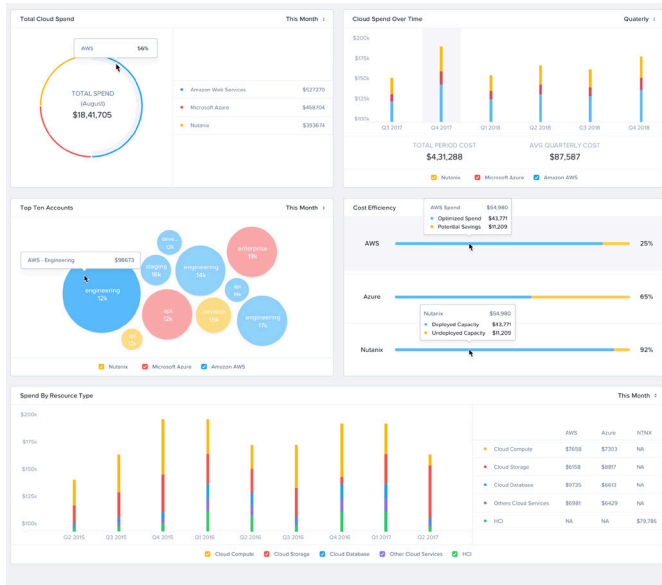 Total Cloud Spend
This Month
AWS 56%
TOTAL SPEND
(August)
$18,41,705
Amazon Web Services $527270
Microsoft Azure $458704
Nutanix $393674
Cloud Spend Over Time
Quaterly
$200k
$175k
$150k
$125k
$100k
Q3 2017 Q4 2017 Q1 2018 Q2 2018 Q3 2018 Q4 2018
TOTAL PERIOD COST AVG QUARTERLY COST
$4,31,288 $87,587
Nutanix Microsoft Azure Amazon AWS
Top Ten Accounts
This Month
AWS - Engineering $98673
deve...
12k
enterprise
19k
staging
16k
engineering
14k
engineering
12k
api
12k
engineering
17k
Nutanix Microsoft Azure Amazon AWS
Cost Efficiency
AWS Spend $54,980
Optimized Spend $43,771
Potential Savings $11,209
AWS 25%
Azure 65%
Nutanix $54,980
Deployed Capacity $43,771
Undeployed Capacity $11,209
Nutanix 92%
Spend By Resource Type
This Month
$200k
$175k
$150k
$125k
$100k
Q2 2015 Q3 2015 Q4 2015 Q1 2016 Q2 2016 Q3 2016 Q4 2016 Q1 2017 Q2 2017
Cloud Compute Cloud Storage Cloud Database Other Cloud Services HCI
AWS Azure NTNX
Cloud Compute $7658 $7303 NA
Cloud Storage $6158 $8817 NA
Cloud Database $9735 $6613 NA
Others Cloud Services $6981 $6429 NA
HCI NA NA $79,785